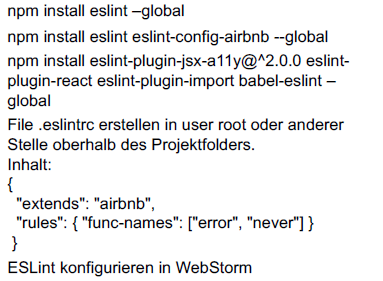 npm install eslint –global
npm install eslint eslint-config-airbnb --global
npm install eslint-plugin-jsx-a11y@^2.0.0 eslint-
plugin-react eslint-plugin-import babel-eslint –
global
File .eslintrc erstellen in user root oder anderer
Stelle oberhalb des Projektfolders.
Inhalt:
{
  "extends": "airbnb",
  "rules": { "func-names": ["error", "never"] }
 }
ESLint konfigurieren in WebStorm